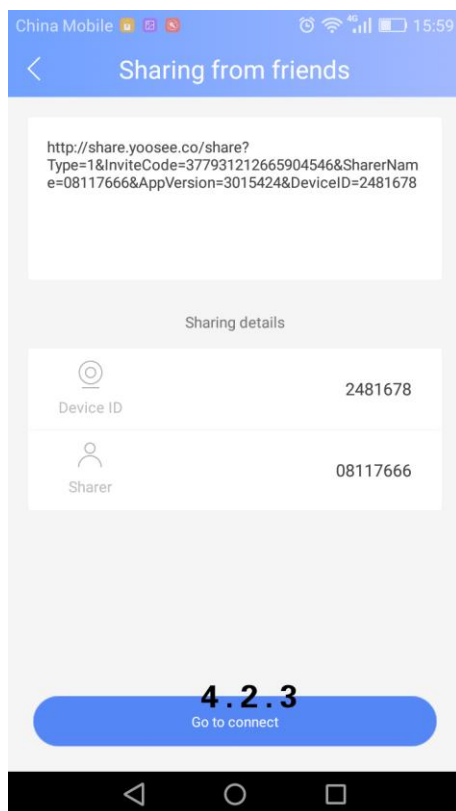 China Mobile 4G 15:59
Sharing from friends
http://share.yoosee.co/share?
Type=1&InviteCode=377931212665904546&SharerNam
e=08117666&AppVersion=3015424&DeviceID=2481678
Sharing details
2481678
Device ID
08117666
Sharer
4.2.3
Go to connect